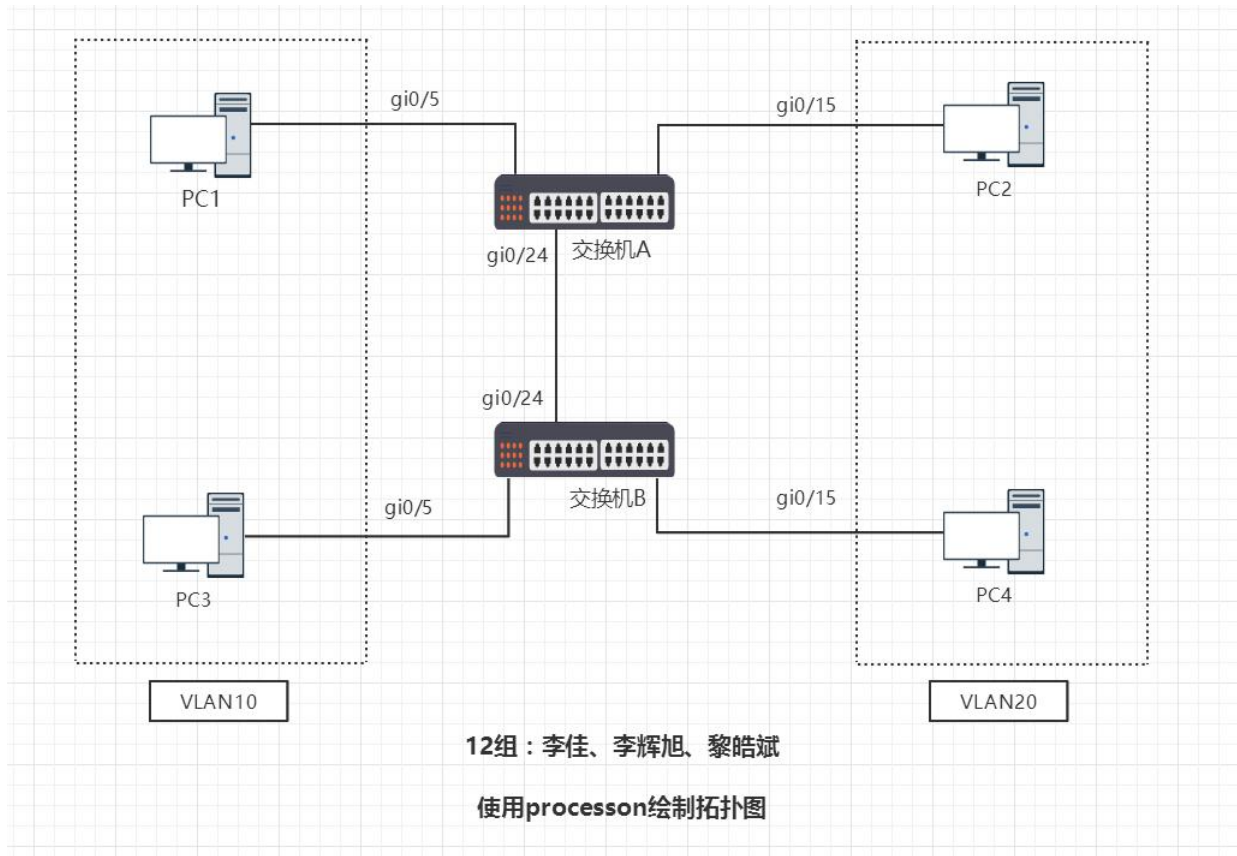 gi0/5
gi0/15
PC1
PC2
gi0/24
交换机A
gi0/24
交换机B
gi0/5
gi0/15
PC3
PC4
VLAN10
VLAN20
12组：李佳、李辉旭、黎皓斌
使用processon绘制拓扑图